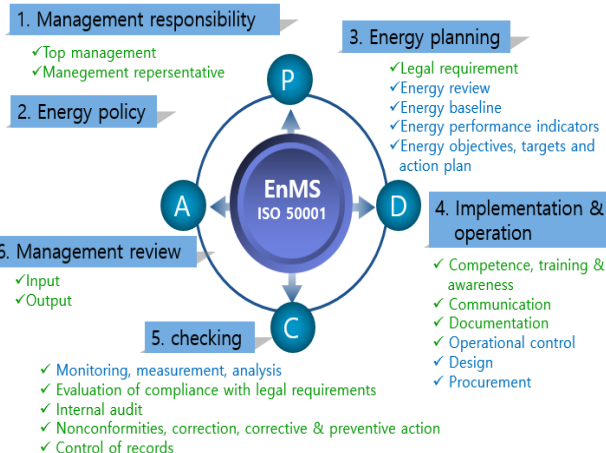 1. Management responsibility
✓Top management
✓Manegement repersentative
2. Energy policy
3. Energy planning
✓Legal requirement
✓Energy review
✓Energy baseline
✓Energy performance indicators
✓Energy objectives, targets and
action plan
P
EnMS
ISO 50001
A
D
C
4. Implementation &
operation
✓ Competence, training &
awareness
✓ Communication
✓ Documentation
✓ Operational control
✓ Design
✓ Procurement
6. Management review
✓Input
✓Output
5. checking
✓ Monitoring, measurement, analysis
✓ Evaluation of compliance with legal requirements
✓ Internal audit
✓ Nonconformities, correction, corrective & preventive action
✓ Control of records